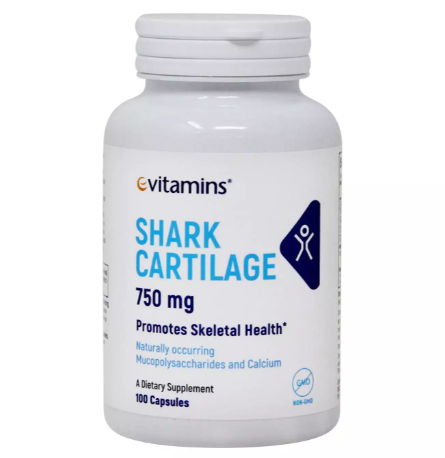 evitamins®
SHARK
CARTILAGE
750 mg
Promotes Skeletal Health*
Naturally occurring
Mucopolysaccharides and Calcium
A Dietary Supplement
100 Capsules
GMO
NON-GMO